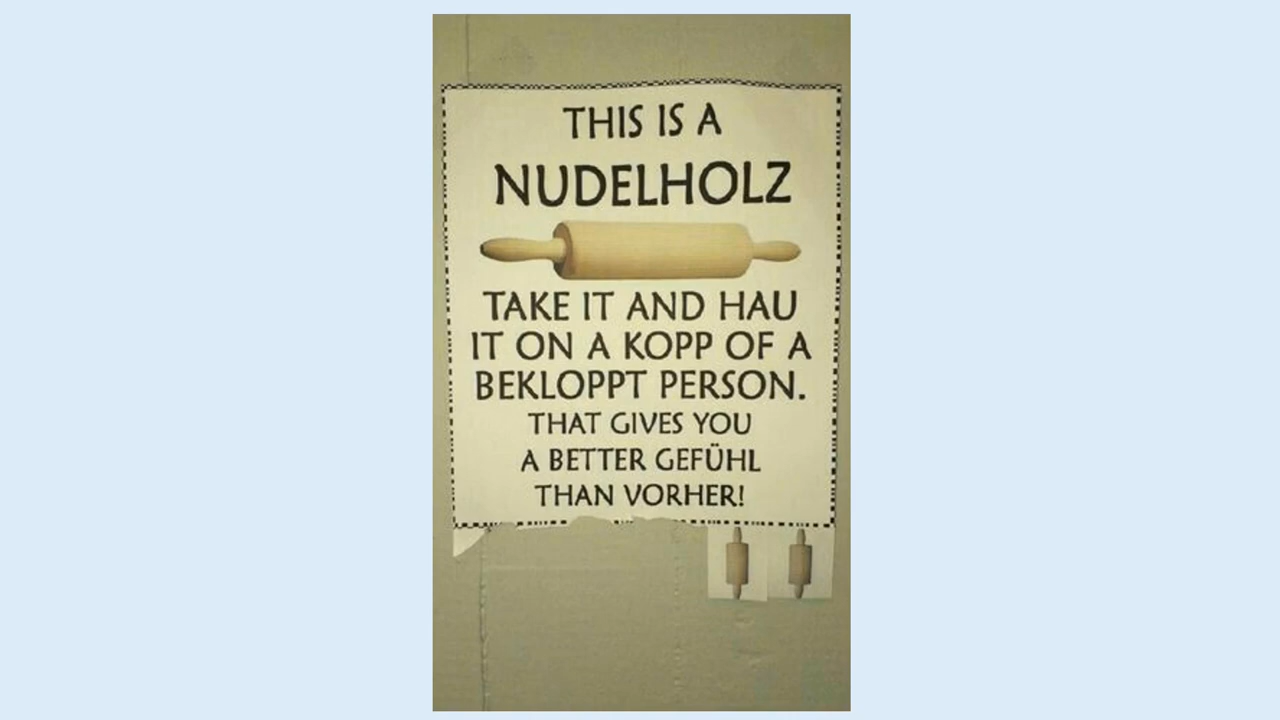 THIS IS A
NUDELHOLZ
TAKE IT AND HAU
IT ON A KOPP OF A
BEKLOPPT PERSON.
THAT GIVES YOU
A BETTER GEFÜHL
THAN VORHER!